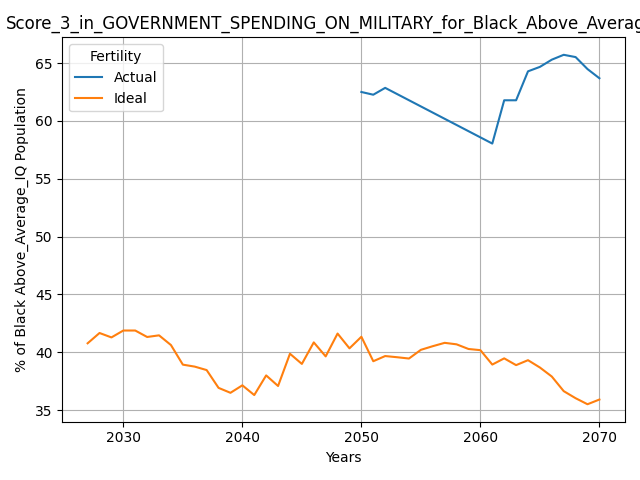 Score_3_in_GOVERNMENT_SPENDING_ON_MILITARY_for_Black_Above_Averag
Fertility
Actual
Ideal
% of Black Above_Average_IQ Population
65
60
55
50
45
40
35
2030 2040 2050 2060 2070
Years